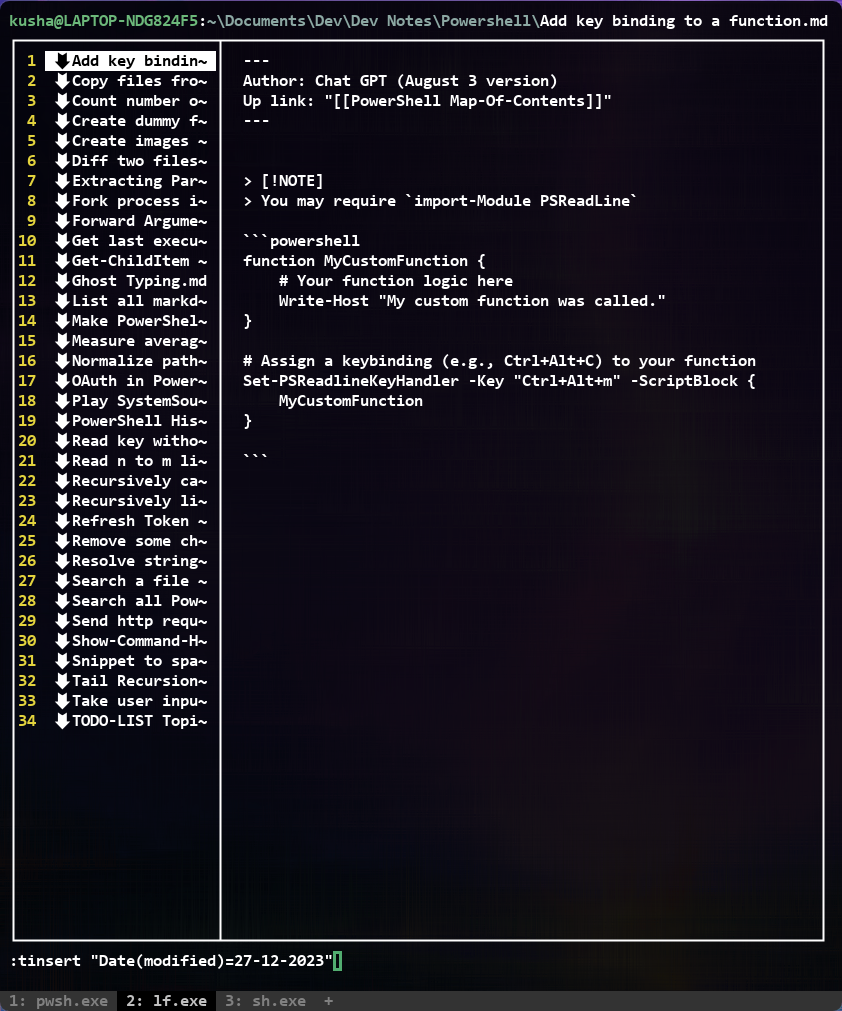 kusha@LAPTOP-NDG824F5:~\Documents\Dev\Dev Notes\Powershell\Add key binding to a function.md
1 Add key bindin~
2 Copy files fro~
3 Count number o~
4 Create dummy f~
5 Create images ~
6 Diff two files~
7 Extracting Par~
8 Fork process i~
9 Forward Argume~
10 Get last execu~
11 Get-ChildItem ~
12 Ghost Typing.md
13 List all markd~
14 Make PowerShel~
15 Measure averag~
16 Normalize path~
17 OAuth in Power~
18 Play SystemSou~
19 PowerShell His~
20 Read key witho~
21 Read n to m li~
22 Recursively ca~
23 Recursively li~
24 Refresh Token ~
25 Remove some ch~
26 Resolve string~
27 Search a file ~
28 Search all Pow~
29 Send http requ~
30 Show-Command-H~
31 Snippet to spa~
32 Tail Recursion~
33 Take user inpu~
34 TODO-LIST Topi~
---
Author: Chat GPT (August 3 version)
Up link: "[[PowerShell Map-Of-Contents]]"
---
> [!NOTE]
> You may require `import-Module PSReadLine`
```powershell
function MyCustomFunction {
    # Your function logic here
    Write-Host "My custom function was called."
}
# Assign a keybinding (e.g., Ctrl+Alt+C) to your function
Set-PSReadlineKeyHandler -Key "Ctrl+Alt+m" -ScriptBlock {
    MyCustomFunction
}
```
:tinsert "Date(modified)=27-12-2023"
1: pwsh.exe 2: lf.exe 3: sh.exe +